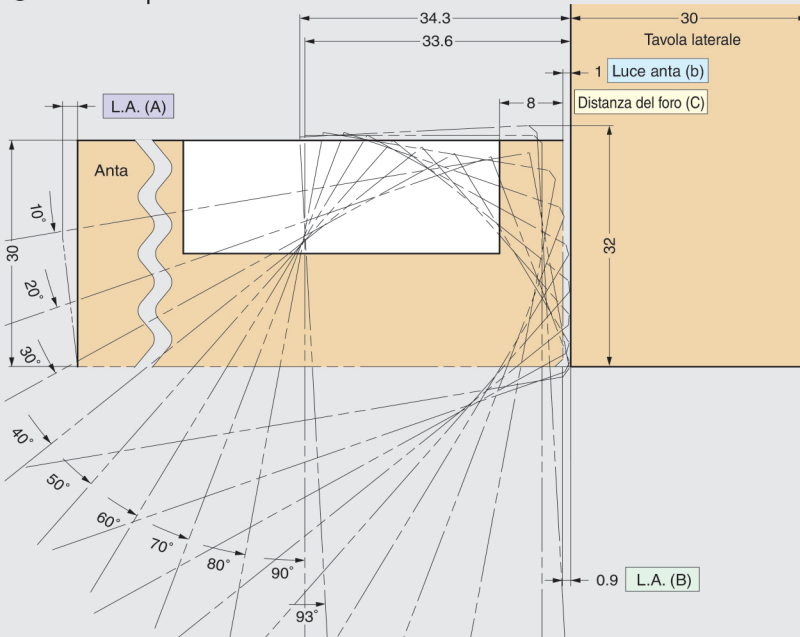 34.3
30
33.6
Tavola laterale
1 Luce anta (b)
L.A. (A)
8
Distanza del foro (C)
Anta
10°
30
32
20°
30°
40°
50°
60°
70°
80°
90°
0.9 L.A. (B)
93°